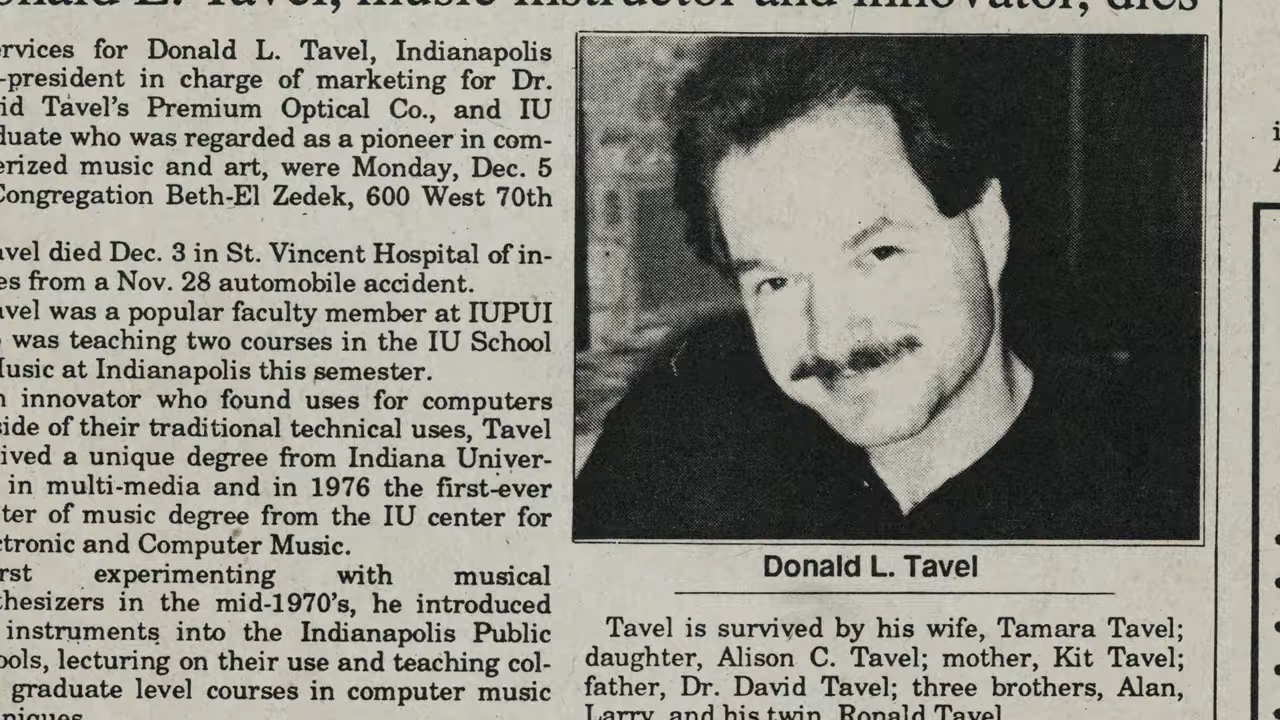 onald L. Tavel, music instructor and innovator, dies
ervices for Donald L. Tavel, Indianapolis
-president in charge of marketing for Dr.
id Tavel's Premium Optical Co., and IU
duate who was regarded as a pioneer in com-
erized music and art, were Monday, Dec. 5
Congregation Beth-El Zedek, 600 West 70th
avel died Dec. 3 in St. Vincent Hospital of in-
es from a Nov. 28 automobile accident.
avel was a popular faculty member at IUPUI
was teaching two courses in the IU School
Music at Indianapolis this semester.
n innovator who found uses for computers
side of their traditional technical uses, Tavel
ived a unique degree from Indiana Univer-
in multi-media and in 1976 the first-ever
ter of music degree from the IU center for
ctronic and Computer Music.
rst experimenting with musical
thesizers in the mid-1970's, he introduced
instruments into the Indianapolis Public
ools, lecturing on their use and teaching col-
graduate level courses in computer music
niques.
Donald L. Tavel
Tavel is survived by his wife, Tamara Tavel;
daughter, Alison C. Tavel; mother, Kit Tavel;
father, Dr. David Tavel; three brothers, Alan,
Larry, and his twin, Ronald Tavel